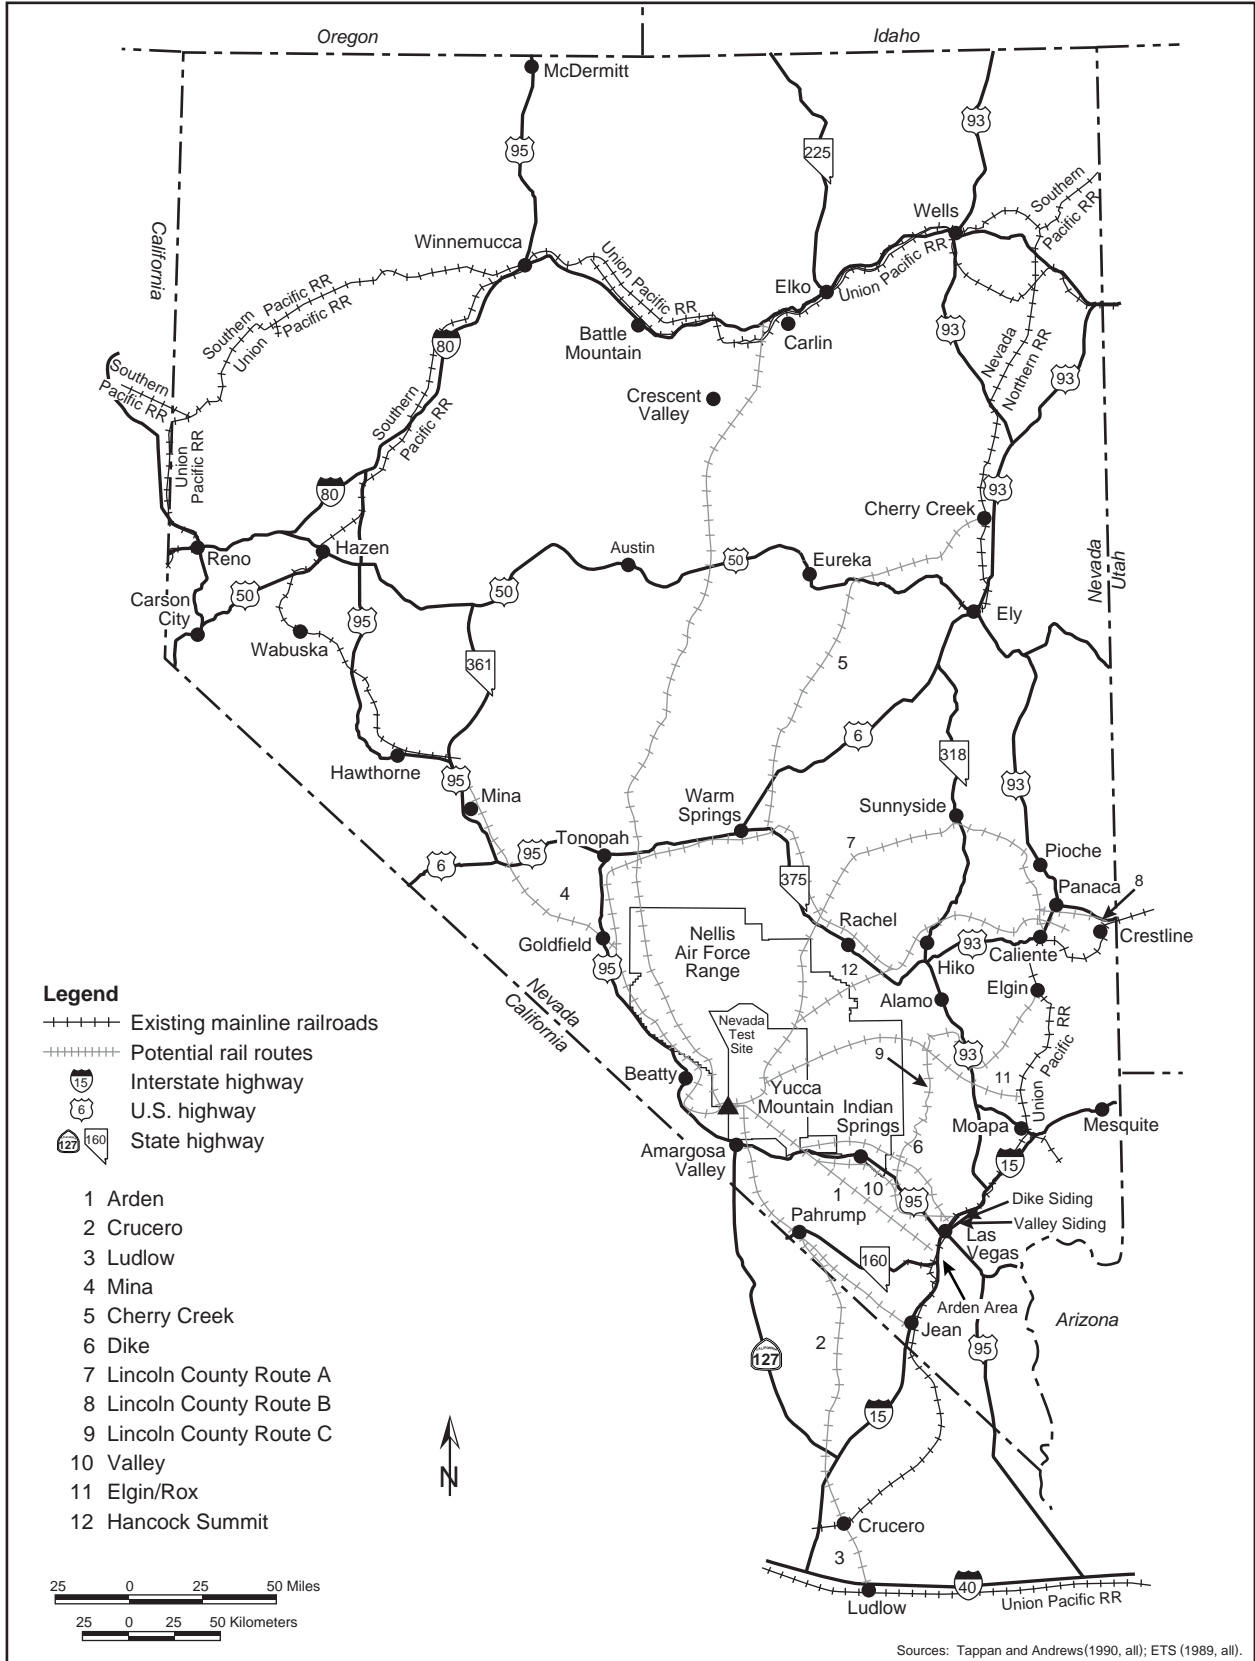 Oregon
Idaho
McDermitt
95
225
93
Southern
Pacific RR
Wells
California
Winnemucca
Union Pacific RR
Elko
Union Pacific RR
Southern Pacific RR
Union Pacific RR
Battle
Mountain
Carlin
93
Nevada
Northern RR
80
93
Southern
Pacific RR
Crescent
Valley
Southern
Pacific RR
Union
Pacific RR
80
93
Cherry Creek
Reno
Hazen
Austin
50
Eureka
Nevada
Utah
Carson
City
50
50
95
Ely
Wabuska
361
5
6
318
Hawthorne
95
93
Mina
Warm
Springs
Sunnyside
Tonopah
7
6
95
Pioche
375
Panaca
8
4
Rachel
Nellis
Air Force
Range
Goldfield
93
Crestline
Caliente
95
12
Hiko
Nevada
California
Alamo
Elgin
Nevada
Test
Site
9
93
Union Pacific RR
Beatty
11
Yucca
Mountain
Indian
Springs
Moapa
Mesquite
Amargosa
Valley
6
15
1
10
95
Dike Siding
Pahrump
Valley Siding
Las
Vegas
160
Arden Area
Arizona
Jean
2
127
95
15
Crucero
3
40
Union Pacific RR
Ludlow
Legend
Existing mainline railroads
Potential rail routes
15 Interstate highway
6 U.S. highway
127 160 State highway
1 Arden
2 Crucero
3 Ludlow
4 Mina
5 Cherry Creek
6 Dike
7 Lincoln County Route A
8 Lincoln County Route B
9 Lincoln County Route C
10 Valley
11 Elgin/Rox
12 Hancock Summit
N
25 0 25 50 Miles
25 0 25 50 Kilometers
Sources: Tappan and Andrews (1990, all); ETS (1989, all).